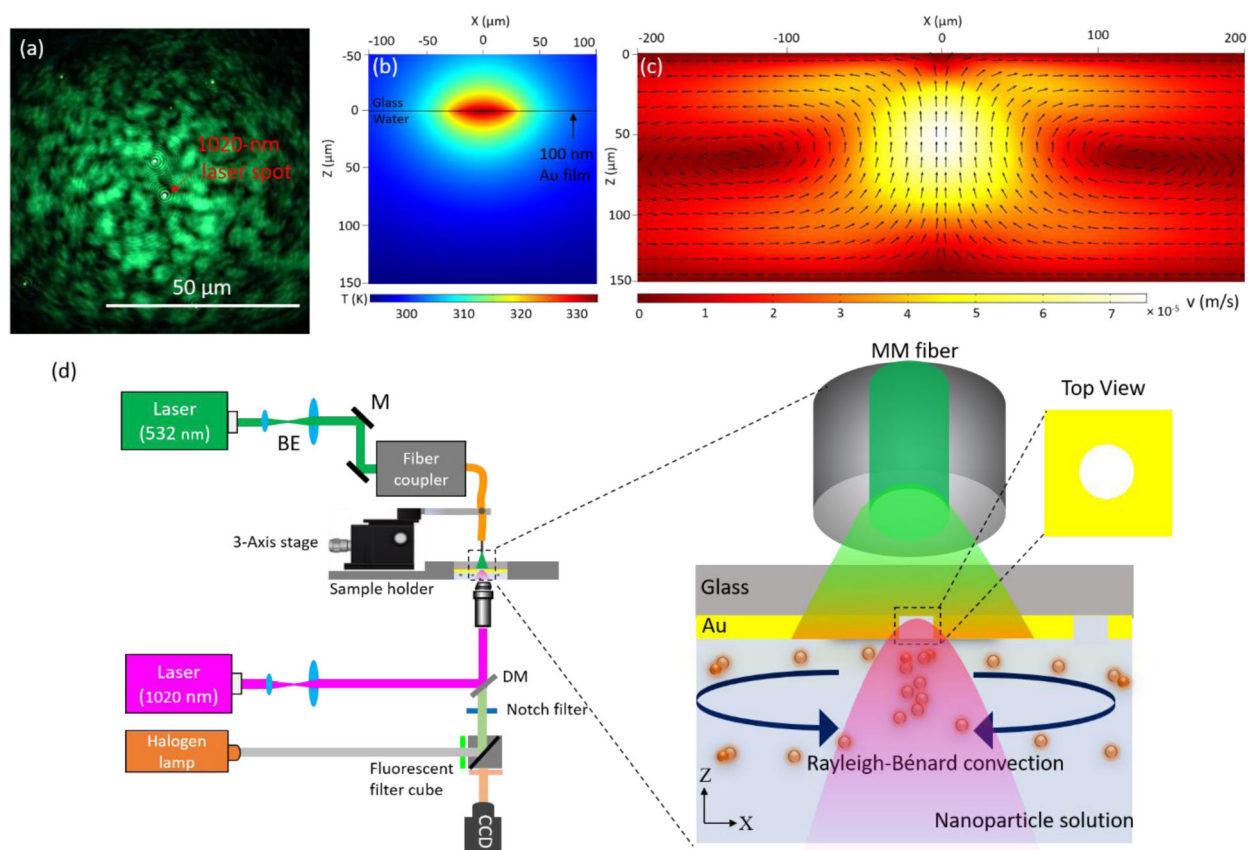 (a)
1020-nm
laser spot
50 µm
X (µm)
-100 -50 0 50 100
(b)
-50
0
50
100
150
Z (µm)
Glass
Water
100 nm
Au film
T (K)
300 310 320 330
X (µm)
-200 -100 0 100 200
(c)
0
50
100
150
Z (µm)
0 1 2 3 4 5 6 7
× 10⁻⁵ v (m/s)
(d)
Laser
(532 nm)
BE
M
Fiber
coupler
3-Axis stage
Sample holder
Laser
(1020 nm)
DM
Notch filter
Halogen
lamp
Fluorescent
filter cube
CCD
MM fiber
Top View
Glass
Au
Rayleigh-Bénard convection
Z
X
Nanoparticle solution